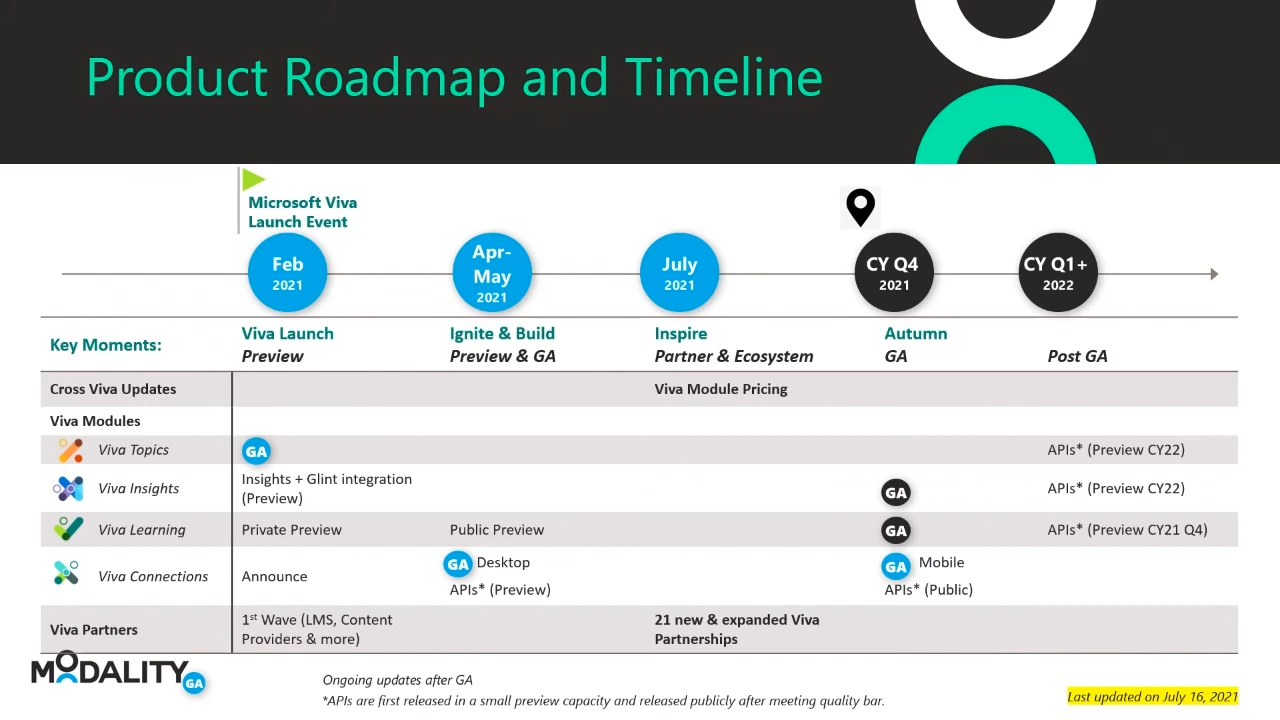 Product Roadmap and Timeline
Microsoft Viva
Launch Event
Feb
2021
Apr-
May
2021
July
2021
CY Q4
2021
CY Q1+
2022
Key Moments:
Viva Launch
Preview
Ignite & Build
Preview & GA
Inspire
Partner & Ecosystem
Autumn
GA
Post GA
Cross Viva Updates
Viva Module Pricing
Viva Modules
Viva Topics
GA
APIs* (Preview CY22)
Viva Insights
Insights + Glint integration
(Preview)
GA
APIs* (Preview CY22)
Viva Learning
Private Preview
Public Preview
GA
APIs* (Preview CY21 Q4)
Viva Connections
Announce
GA Desktop
APIs* (Preview)
GA Mobile
APIs* (Public)
Viva Partners
1st Wave (LMS, Content
Providers & more)
21 new & expanded Viva
Partnerships
MODALITY
GA
Ongoing updates after GA
*APIs are first released in a small preview capacity and released publicly after meeting quality bar.
Last updated on July 16, 2021